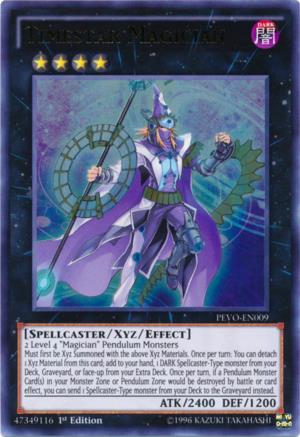 TIMESTAR MAGICIAN
DARK
闇
PEVO-EN009
[SPELLCASTER/XYZ/EFFECT]
2 Level 4 "Magician" Pendulum Monsters
Must first be Xyz Summoned with the above Xyz Materials. Once per turn: You can detach
1 Xyz Material from this card; add to your hand, 1 DARK Spellcaster-Type monster from your
Deck, Graveyard, or face-up from your Extra Deck. Once per turn, if a Pendulum Monster
Card(s) in your Monster Zone or Pendulum Zone would be destroyed by battle or card
effect, you can send 1 Spellcaster-Type monster from your Deck to the Graveyard instead.
ATK/2400 DEF/1200
47349116 1st Edition ©1996 KAZUKI TAKAHASHI